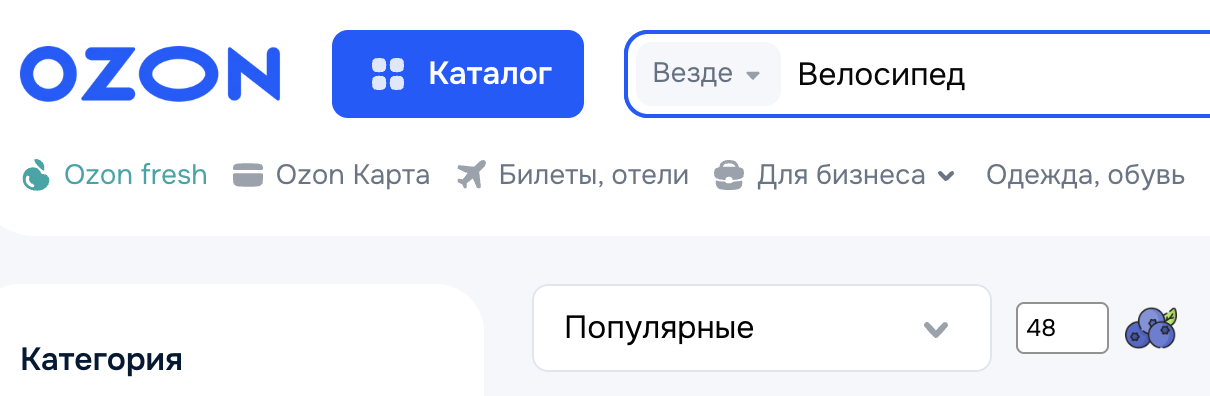 OZON Каталог Везде Велосипед
Ozon fresh Ozon Карта Билеты, отели Для бизнеса Одежда, обувь
Популярные 48
Категория